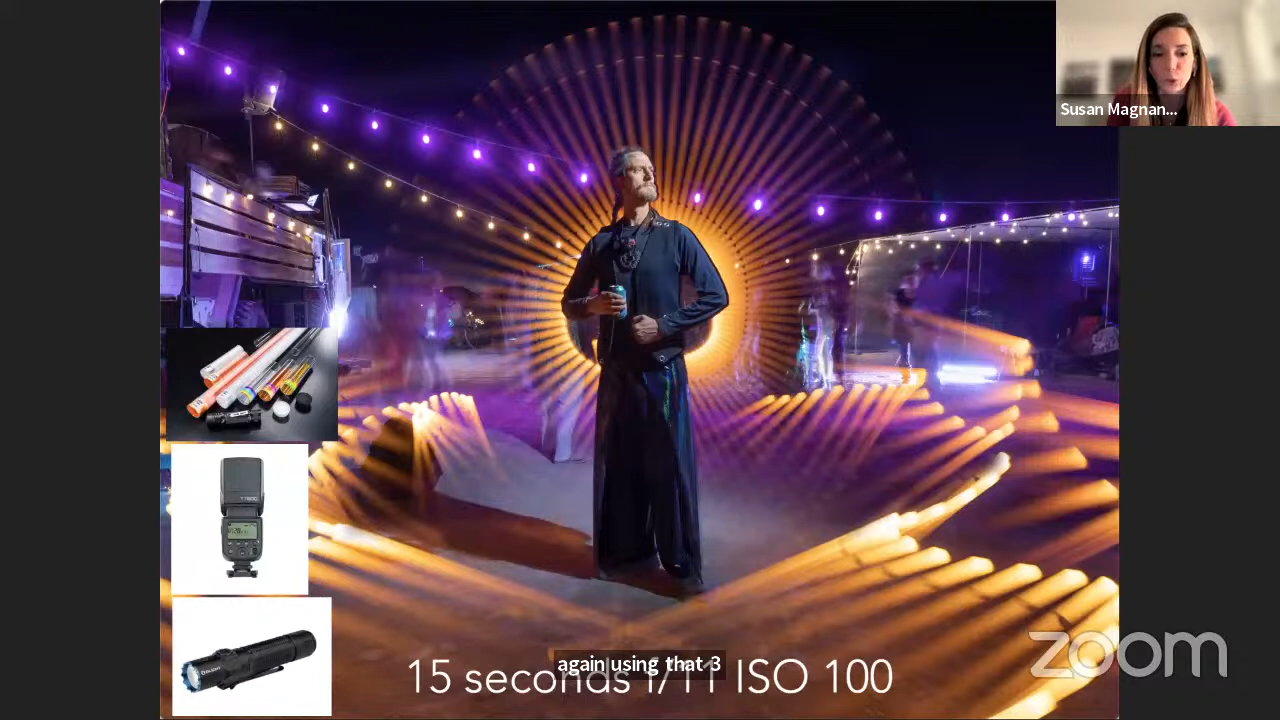 Susan Magnan...
15 seconds f/11 ISO 100
again using that 3
zoom